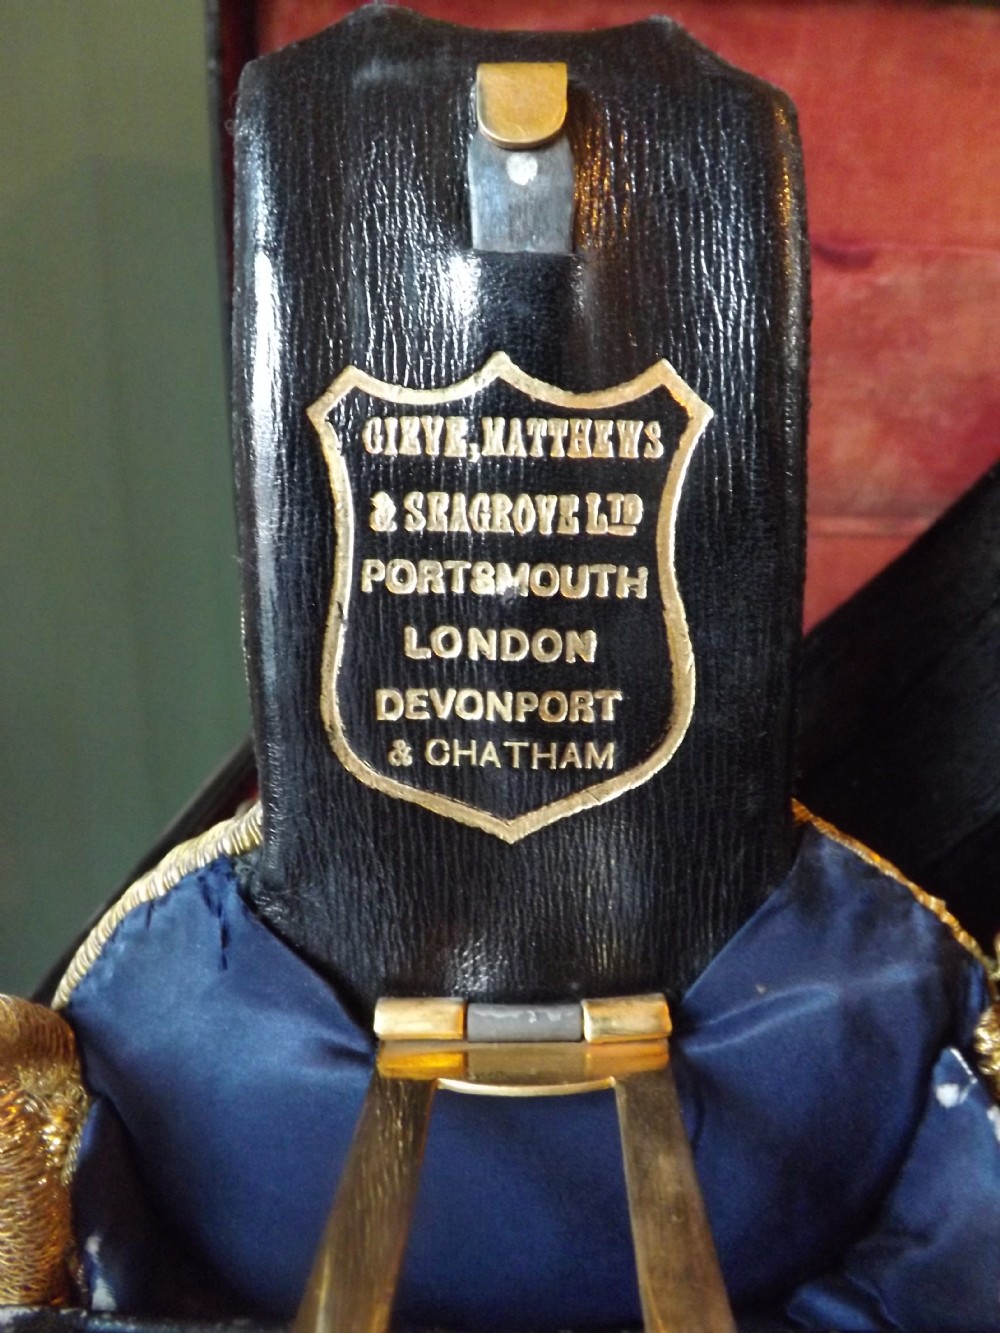 GIEVE, MATTHEWS
& SEAGROVE LTD
PORTSMOUTH
LONDON
DEVONPORT
& CHATHAM